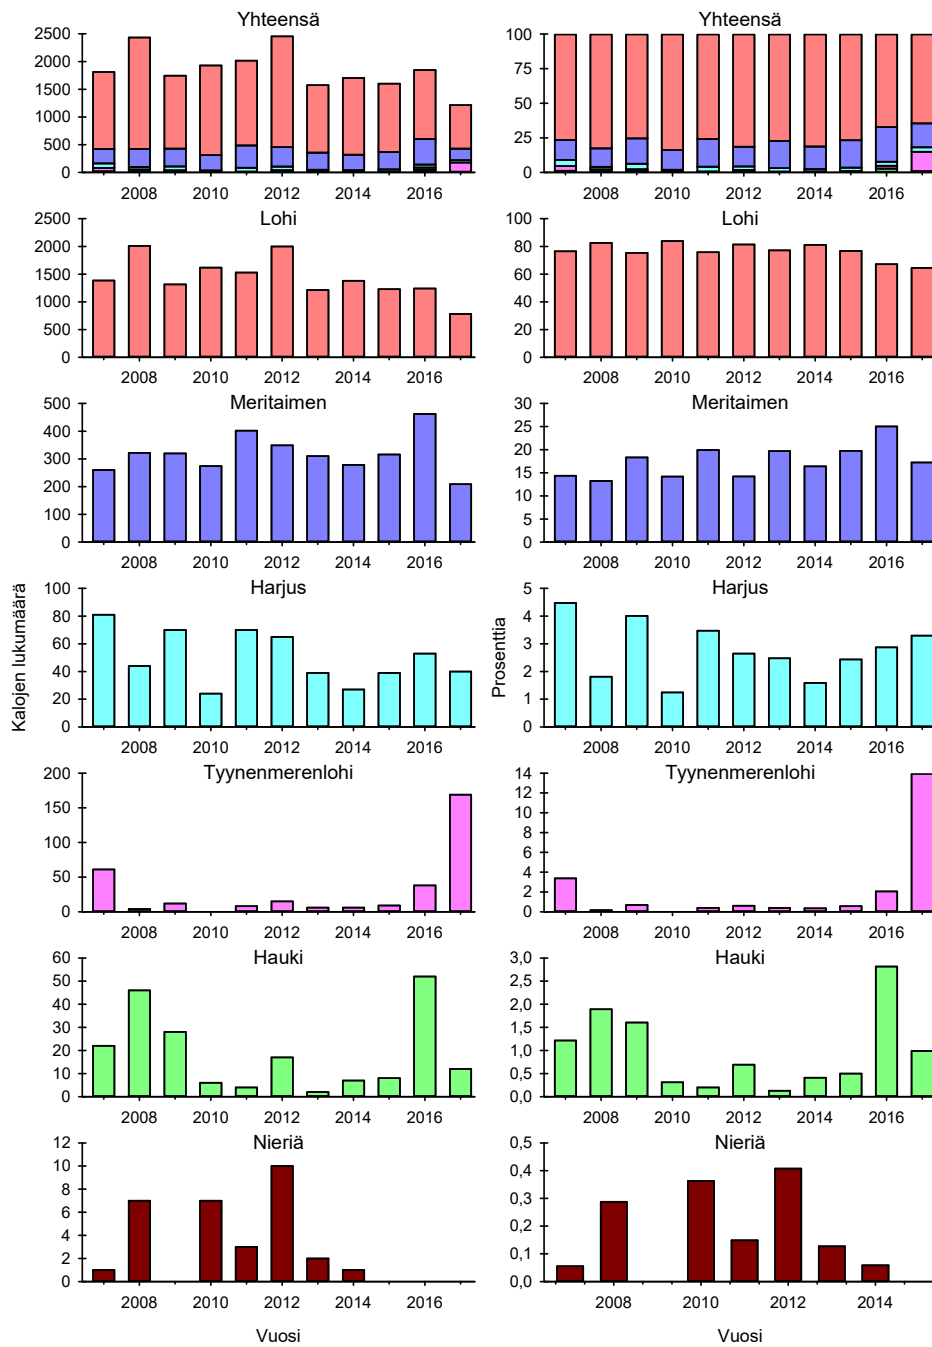 Yhteensä
2500
2000
1500
1000
500
0
2008 2010 2012 2014 2016
Yhteensä
100
75
50
25
0
2008 2010 2012 2014 2016
Lohi
2500
2000
1500
1000
500
0
2008 2010 2012 2014 2016
Lohi
100
80
60
40
20
0
2008 2010 2012 2014 2016
Meritaimen
500
400
300
200
100
0
2008 2010 2012 2014 2016
Meritaimen
30
25
20
15
10
5
0
2008 2010 2012 2014 2016
Kalojen lukumäärä
Harjus
100
80
60
40
20
0
2008 2010 2012 2014 2016
Prosenttia
Harjus
5
4
3
2
1
0
2008 2010 2012 2014 2016
Tyynenmerenlohi
200
150
100
50
0
2008 2010 2012 2014 2016
Tyynenmerenlohi
14
12
10
8
6
4
2
0
2008 2010 2012 2014 2016
Hauki
60
50
40
30
20
10
0
2008 2010 2012 2014 2016
Hauki
3,0
2,5
2,0
1,5
1,0
0,5
0,0
2008 2010 2012 2014 2016
Nieriä
12
10
8
6
4
2
0
2008 2010 2012 2014 2016
Vuosi
Nieriä
0,5
0,4
0,3
0,2
0,1
0,0
2008 2010 2012 2014
Vuosi